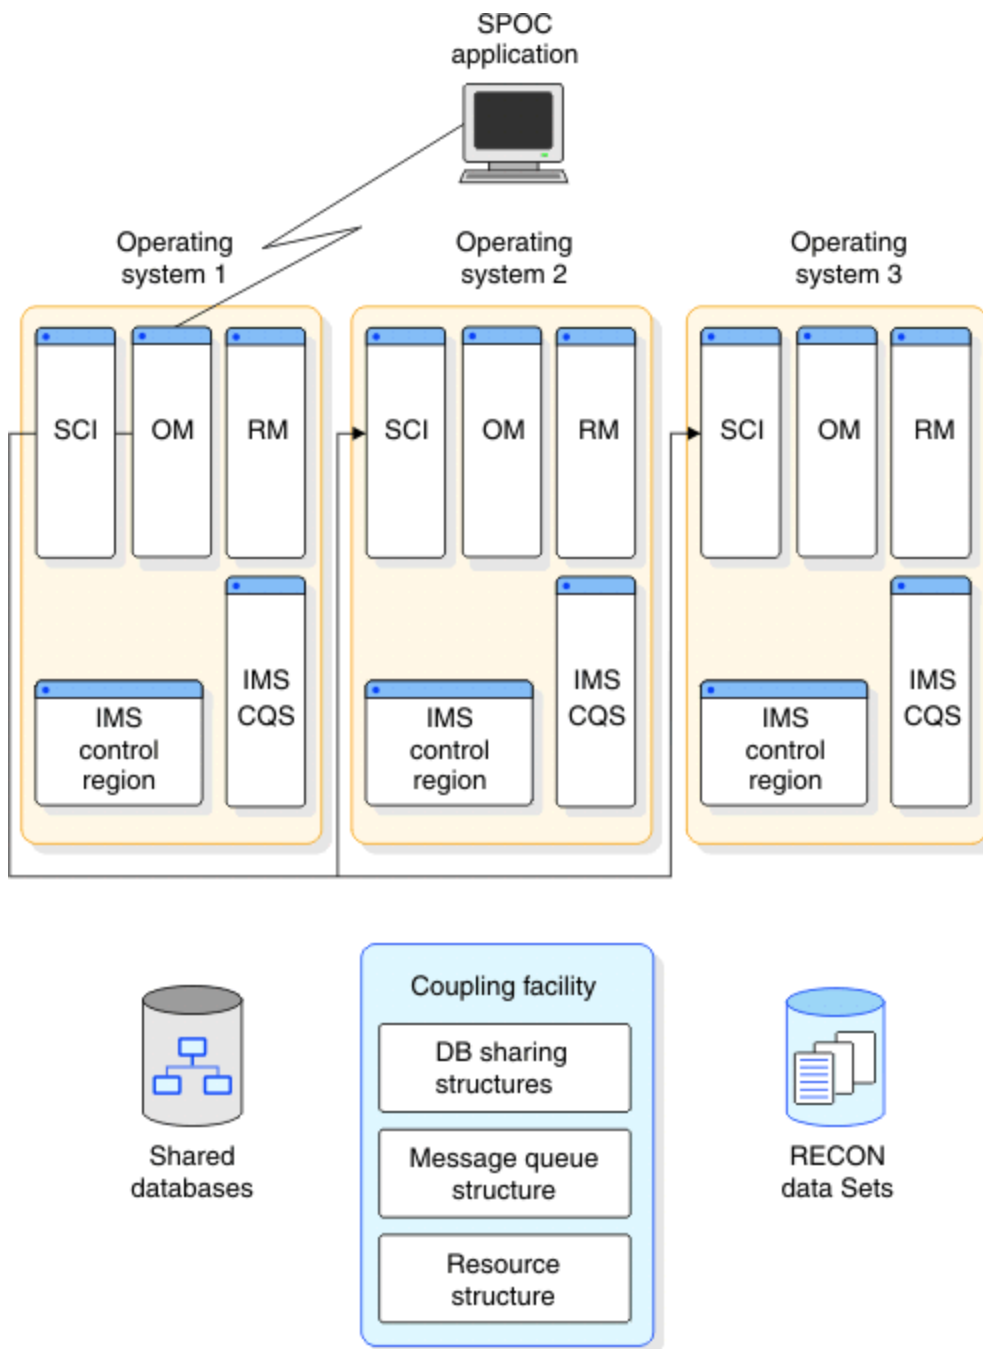 SPOC
application
Operating
system 1
Operating
system 2
Operating
system 3
SCI
OM
RM
SCI
OM
RM
SCI
OM
RM
IMS
CQS
IMS
control
region
IMS
CQS
IMS
control
region
IMS
CQS
IMS
control
region
Coupling facility
DB sharing
structures
Message queue
structure
Resource
structure
Shared
databases
RECON
data Sets